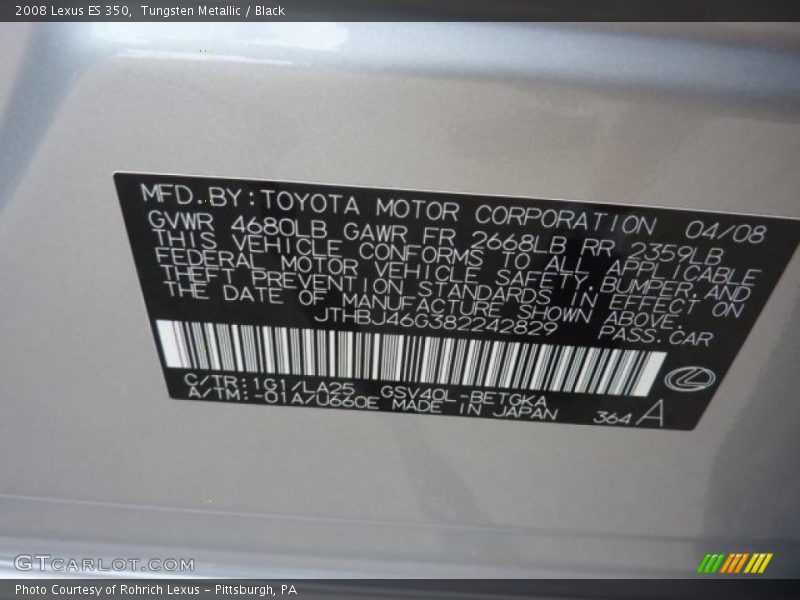 2008 Lexus ES 350,  Tungsten Metallic / Black
MFD. BY: TOYOTA MOTOR CORPORATION 04/08
GVWR 4680LB GAWR FR 2668LB RR 2359LB
THIS VEHICLE CONFORMS TO ALL APPLICABLE
FEDERAL MOTOR VEHICLE SAFETY, BUMPER, AND
THEFT PREVENTION STANDARDS IN EFFECT ON
THE DATE OF MANUFACTURE SHOWN ABOVE.
JTHBJ46G382242829 PASS. CAR
C/TR: 1G1/LA25 GSV40L-BETGKA
A/TM: -01A/U660E MADE IN JAPAN 364 A
GTCARLOT.COM
Photo Courtesy of Rohrich Lexus – Pittsburgh, PA